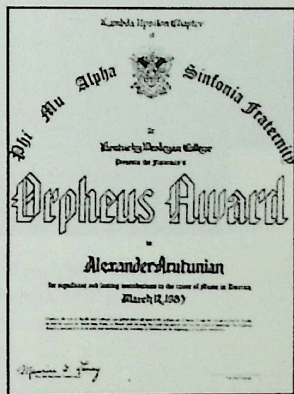 Lambda Upsilon Chapter
of
Phi Mu Alpha Sinfonia Fraternity
At
Kentucky Wesleyan College
Presents the Fraternity's
Orpheus Award
to
Alexander Arutunian
for significant and lasting contributions to the cause of Music in America
March 12, 1989